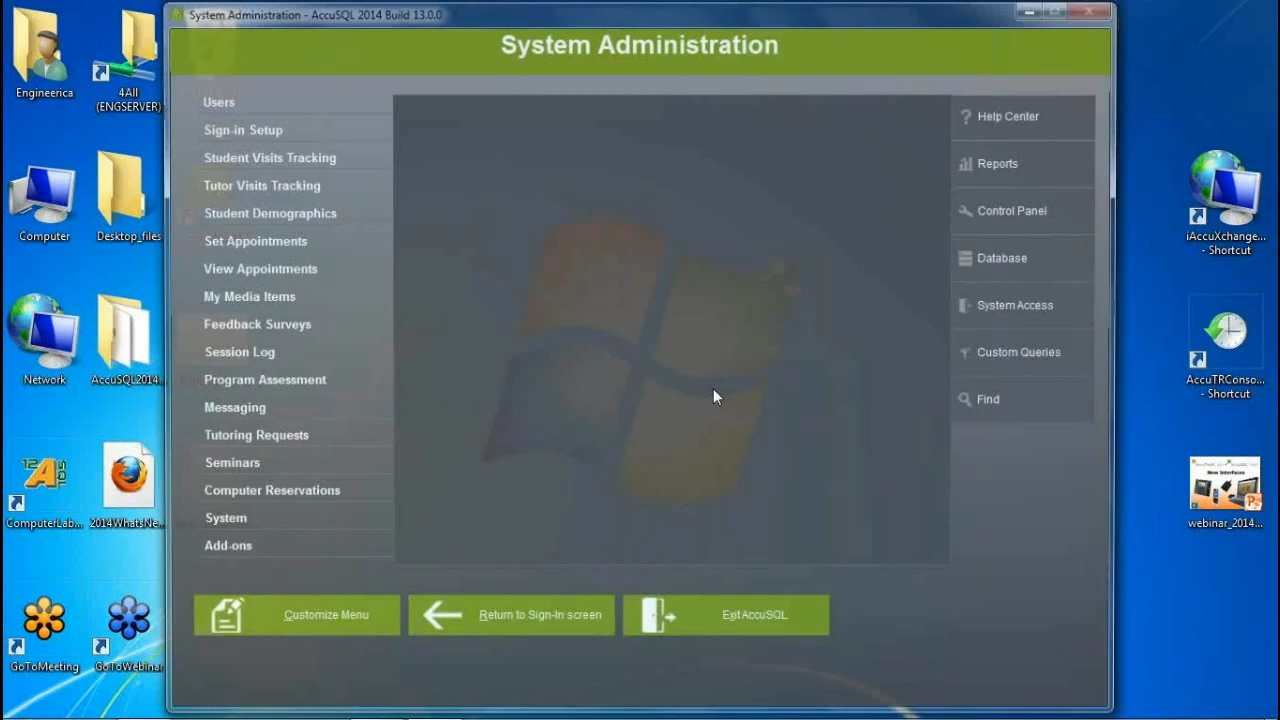 System Administration - AccuSQL 2014 Build 13.0.0
System Administration
Users
Sign-in Setup
Student Visits Tracking
Tutor Visits Tracking
Student Demographics
Set Appointments
View Appointments
My Media Items
Feedback Surveys
Session Log
Program Assessment
Messaging
Tutoring Requests
Seminars
Computer Reservations
System
Add-ons
Help Center
Reports
Control Panel
Database
System Access
Custom Queries
Find
Customize Menu
Return to Sign-In screen
Exit AccuSQL
Engineerica
4All
(ENGSERVER)
Computer
Desktop_files
Network
AccuSQL2014...
ComputerLab...
2014WhatsNe...
GoToMeeting
GoToWebinar
iAccuXchange...
- Shortcut
AccuTRConso...
- Shortcut
New Interfaces
webinar_2014...